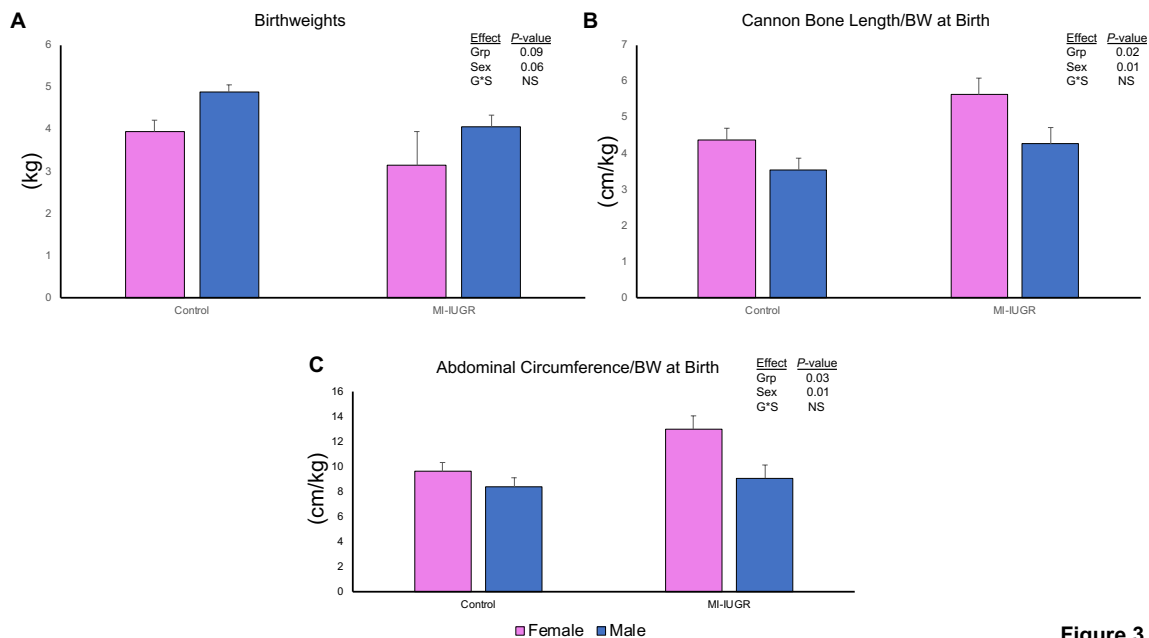 A
Birthweights
Effect P-value
Grp 0.09
Sex 0.06
G*S NS
6
5
4
3
2
1
0
(kg)
Control MI-IUGR
B
Cannon Bone Length/BW at Birth
Effect P-value
Grp 0.02
Sex 0.01
G*S NS
7
6
5
4
3
2
1
0
(cm/kg)
Control MI-IUGR
C
Abdominal Circumference/BW at Birth
Effect P-value
Grp 0.03
Sex 0.01
G*S NS
16
14
12
10
8
6
4
2
0
(cm/kg)
Control MI-IUGR
Female Male
Figure 3